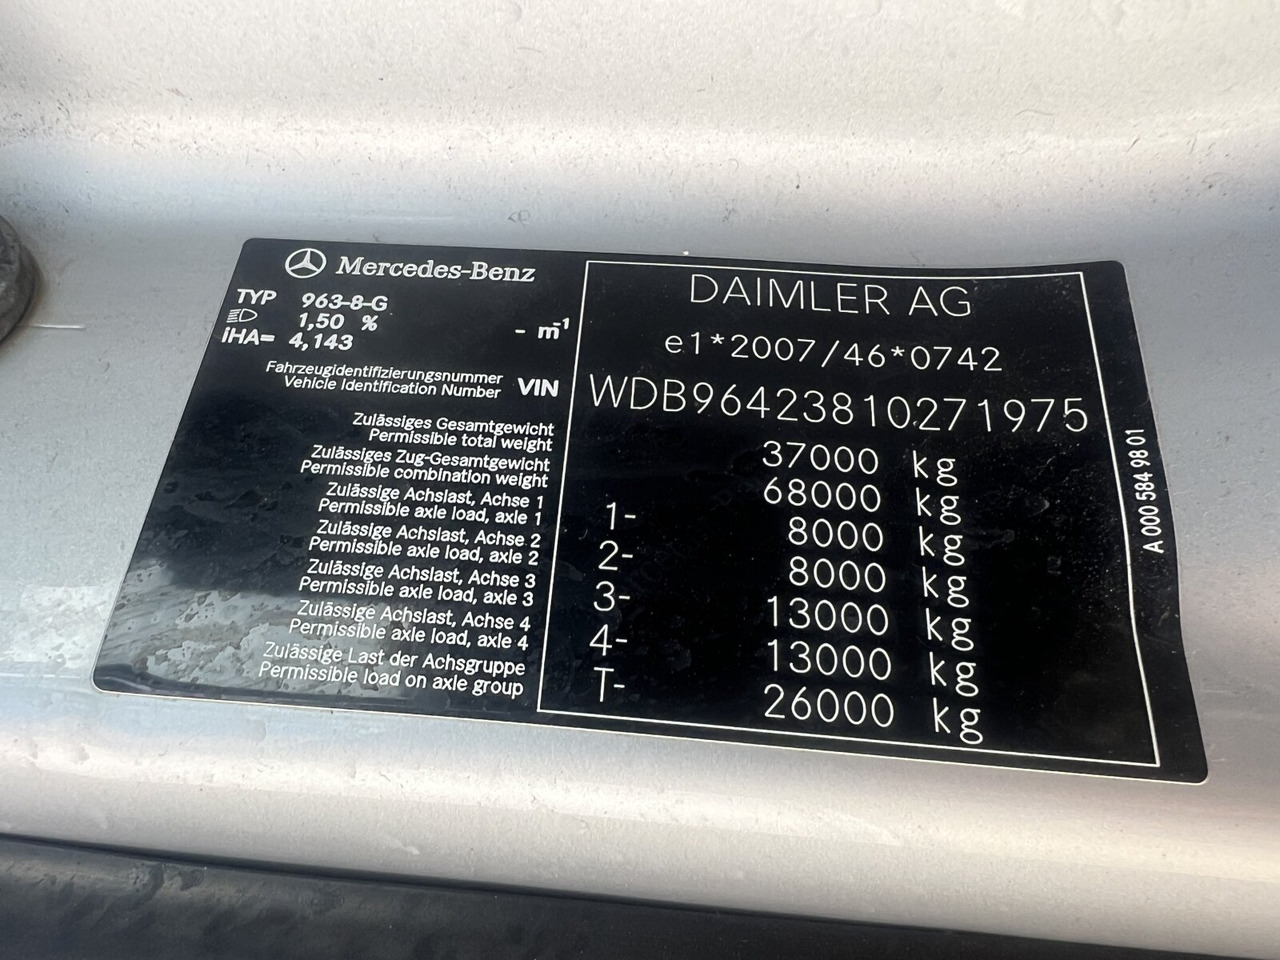 Mercedes-Benz
TYP 963-8-G
1,50 % - m⁻¹
iHA= 4,143
DAIMLER AG
e1*2007/46*0742
Fahrzeugidentifizierungsnummer
Vehicle Identification Number VIN WDB96423810271975
Zulässiges Gesamtgewicht
Permissible total weight 37000 kg
Zulässiges Zug-Gesamtgewicht
Permissible combination weight 68000 kg
Zulässige Achslast, Achse 1
Permissible axle load, axle 1 1- 8000 kg
Zulässige Achslast, Achse 2
Permissible axle load, axle 2 2- 8000 kg
Zulässige Achslast, Achse 3
Permissible axle load, axle 3 3- 13000 kg
Zulässige Achslast, Achse 4
Permissible axle load, axle 4 4- 13000 kg
Zulässige Last der Achsgruppe
Permissible load on axle group T- 26000 kg
A 000 584 98 01